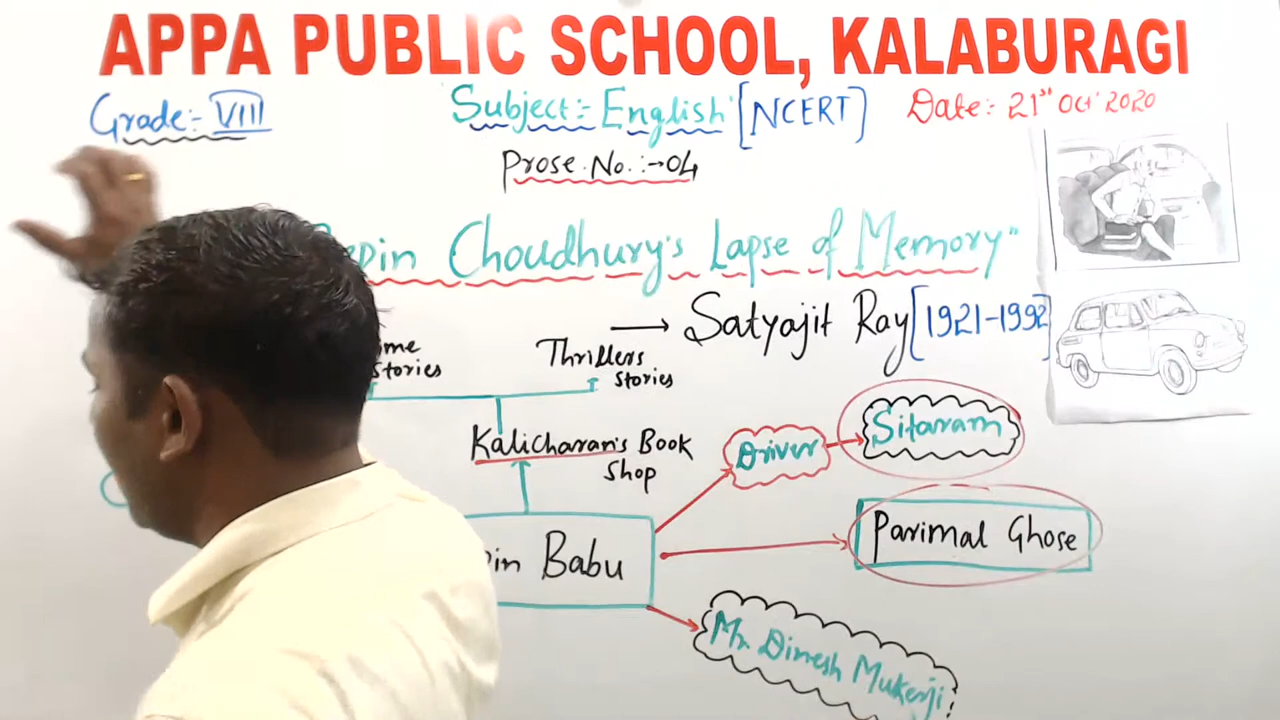 APPA PUBLIC SCHOOL, KALABURAGI
Grade:- VIII
Subject:- English [NCERT]
Date:- 21st Oct' 2020
Prose. No.:-04
Choudhury's Lapse of Memory"
→ Satyajit Ray [1921-1992]
Stories
Thrillers
Stories
Kalicharan's Book
Shop
Driver
Sitaram
Babu
Parimal Ghose
Mr. Dinesh Mukerji